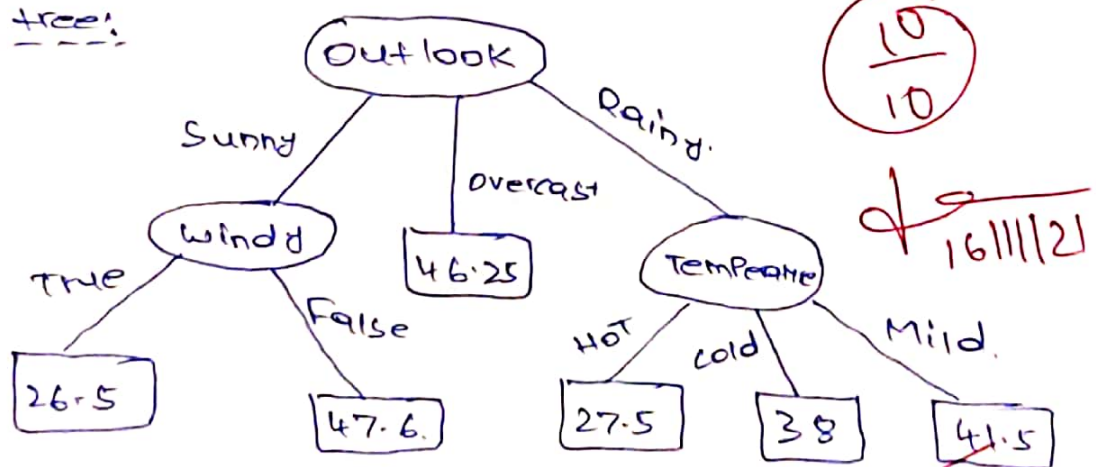 tree:
Outlook
10
10
Sunny
Overcast
Rainy.
16/11/21
Windy
46.25
Tempeame
True
False
HOT
cold
Mild.
26.5
47.6.
27.5
38
41.5